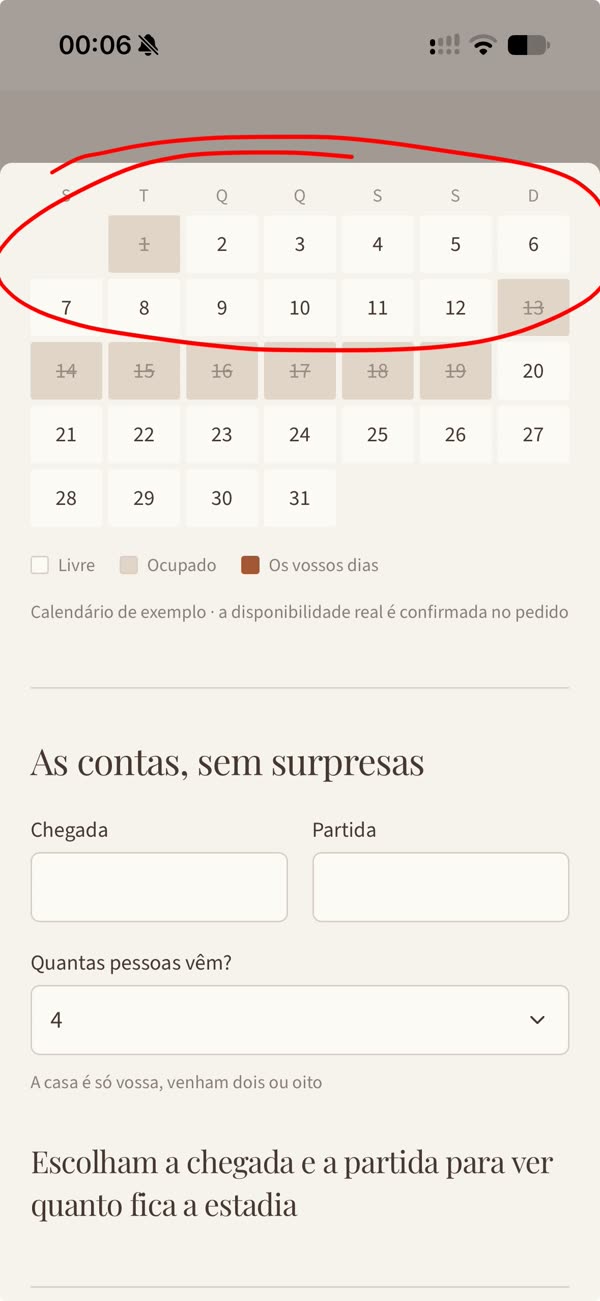 00:06
S T Q Q S S D
1 2 3 4 5 6
7 8 9 10 11 12 13
14 15 16 17 18 19 20
21 22 23 24 25 26 27
28 29 30 31
Livre Ocupado Os vossos dias
Calendário de exemplo · a disponibilidade real é confirmada no pedido
As contas, sem surpresas
Chegada Partida
Quantas pessoas vêm?
4
A casa é só vossa, venham dois ou oito
Escolham a chegada e a partida para ver
quanto fica a estadia